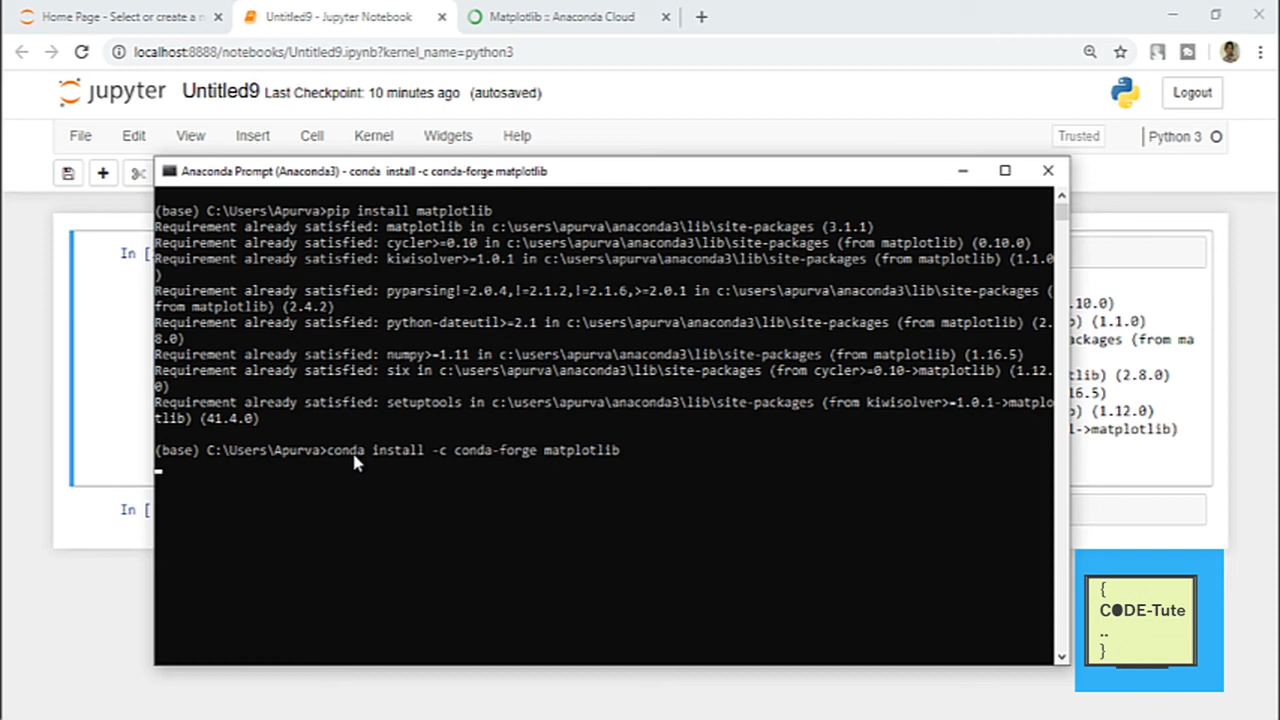 Home Page - Select or create a n
Untitled9 - Jupyter Notebook
Matplotlib :: Anaconda Cloud
localhost:8888/notebooks/Untitled9.ipynb?kernel_name=python3
jupyter Untitled9 Last Checkpoint: 10 minutes ago (autosaved)
Logout
File Edit View Insert Cell Kernel Widgets Help
Trusted
Python 3
Anaconda Prompt (Anaconda3) - conda install -c conda-forge matplotlib
(base) C:\Users\Apurva>pip install matplotlib
Requirement already satisfied: matplotlib in c:\users\apurva\anaconda3\lib\site-packages (3.1.1)
Requirement already satisfied: cycler>=0.10 in c:\users\apurva\anaconda3\lib\site-packages (from matplotlib) (0.10.0)
Requirement already satisfied: kiwisolver>=1.0.1 in c:\users\apurva\anaconda3\lib\site-packages (from matplotlib) (1.1.0
)
Requirement already satisfied: pyparsing!=2.0.4,!=2.1.2,!=2.1.6,>=2.0.1 in c:\users\apurva\anaconda3\lib\site-packages (
from matplotlib) (2.4.2)
Requirement already satisfied: python-dateutil>=2.1 in c:\users\apurva\anaconda3\lib\site-packages (from matplotlib) (2.
8.0)
Requirement already satisfied: numpy>=1.11 in c:\users\apurva\anaconda3\lib\site-packages (from matplotlib) (1.16.5)
Requirement already satisfied: six in c:\users\apurva\anaconda3\lib\site-packages (from cycler>=0.10->matplotlib) (1.12.
0)
Requirement already satisfied: setuptools in c:\users\apurva\anaconda3\lib\site-packages (from kiwisolver>=1.0.1->matplo
tlib) (41.4.0)
(base) C:\Users\Apurva>conda install -c conda-forge matplotlib
In [
In [
.10.0)
b) (1.1.0)
ckages (from ma
tlib) (2.8.0)
16.5)
b) (1.12.0)
1->matplotlib)
{
CODE-Tute
..
}